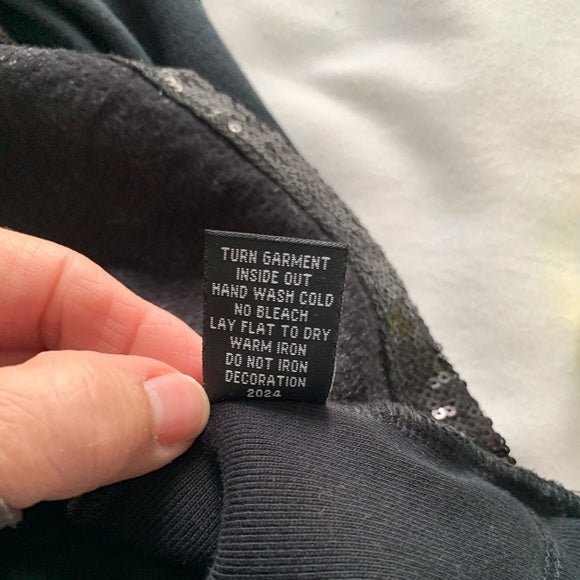 TURN GARMENT
INSIDE OUT
HAND WASH COLD
NO BLEACH
LAY FLAT TO DRY
WARM IRON
DO NOT IRON
DECORATION
2024